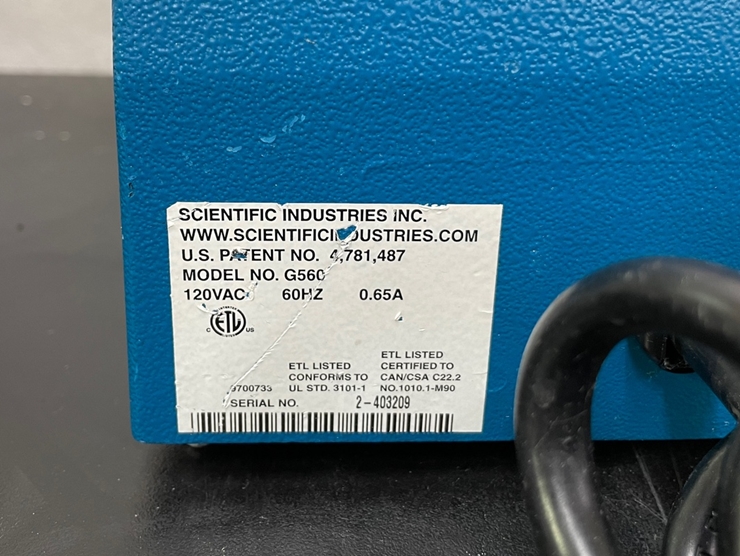 SCIENTIFIC INDUSTRIES INC.
WWW.SCIENTIFICINDUSTRIES.COM
U.S. PATENT NO. 4,781,487
MODEL NO. G560
120VAC 60HZ 0.65A
ETL
C US
ETL LISTED
CONFORMS TO
UL STD. 3101-1
ETL LISTED
CERTIFIED TO
CAN/CSA C22.2
NO.1010.1-M90
9700733
SERIAL NO. 2-403209